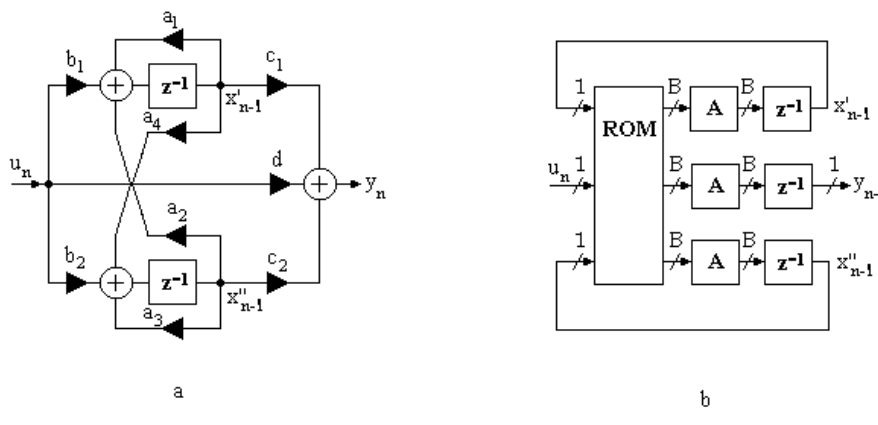 a1
b1
z-1
c1
x'n-1
a4
un
d
yn
a2
b2
z-1
c2
x"n-1
a3
a
1
B
A
B
z-1
x'n-1
ROM
un
1
B
A
B
z-1
1
yn-
1
B
A
B
z-1
x"n-1
b